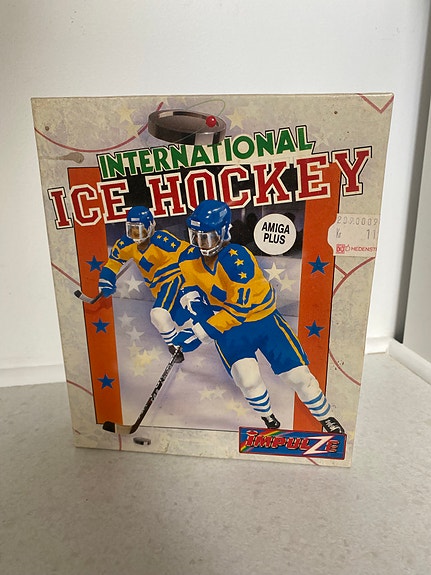 INTERNATIONAL
ICE HOCKEY
AMIGA
PLUS
11
IMPULZE